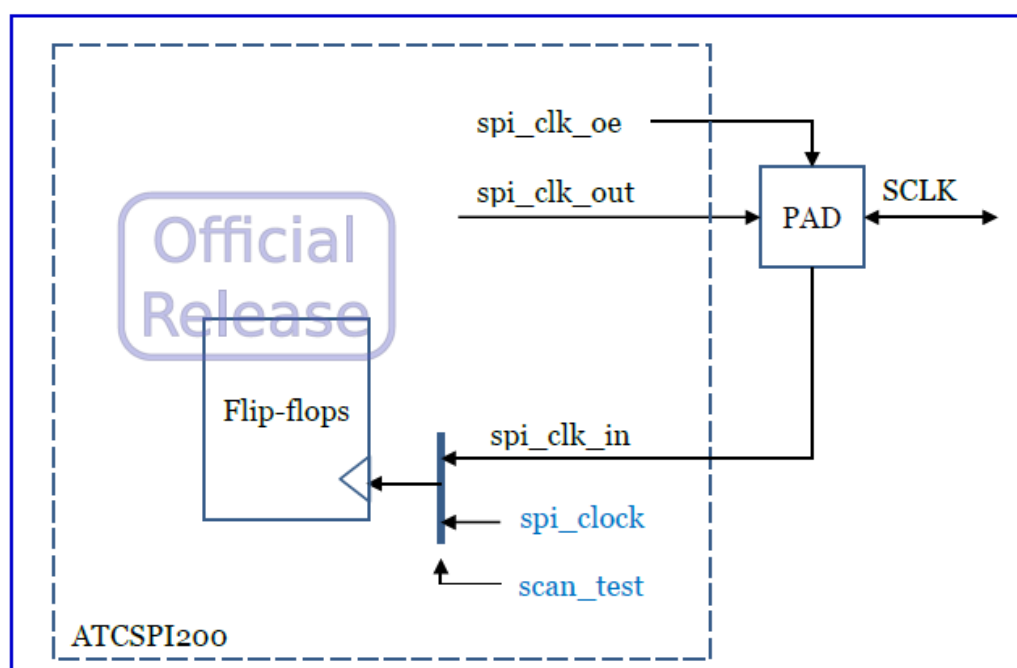 spi_clk_oe
spi_clk_out
SCLK
PAD
Official
Release
Flip-flops
spi_clk_in
spi_clock
scan_test
ATCSPI200